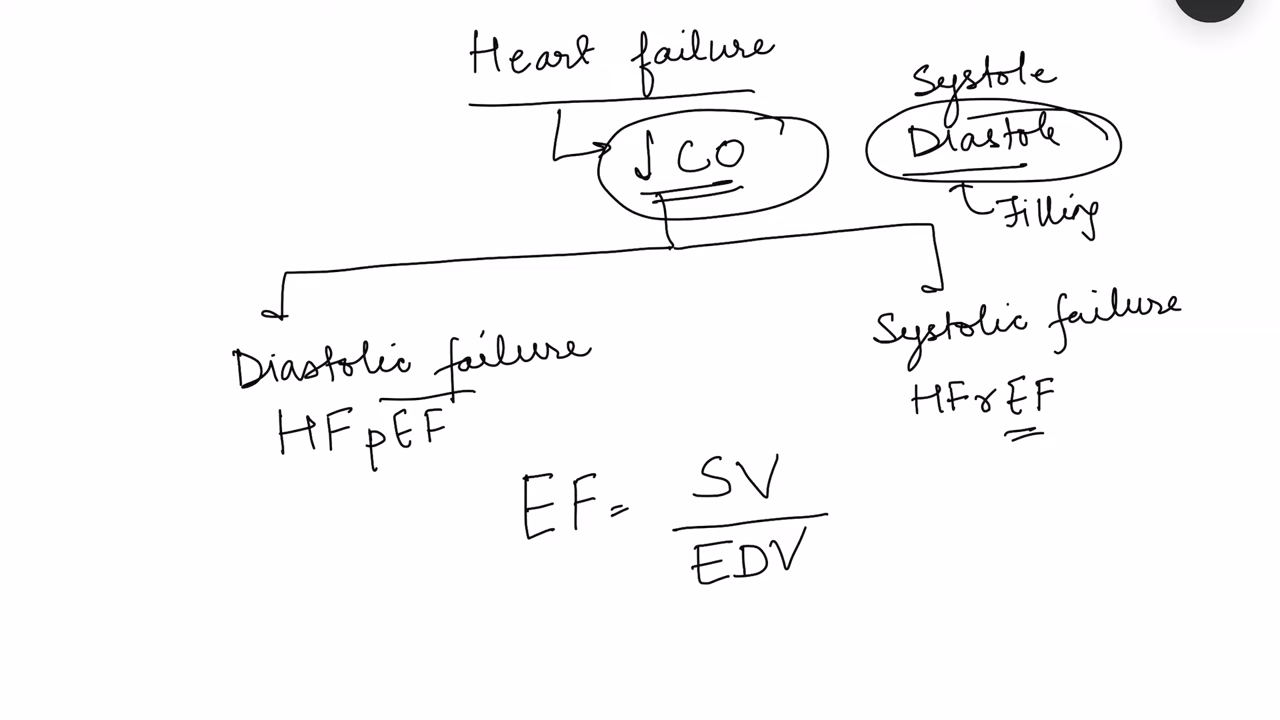 Heart failure
↓ CO
Systole
Diastole
Filling
Diastolic failure
HFpEF
Systolic failure
HFrEF
EF = SV
EDV